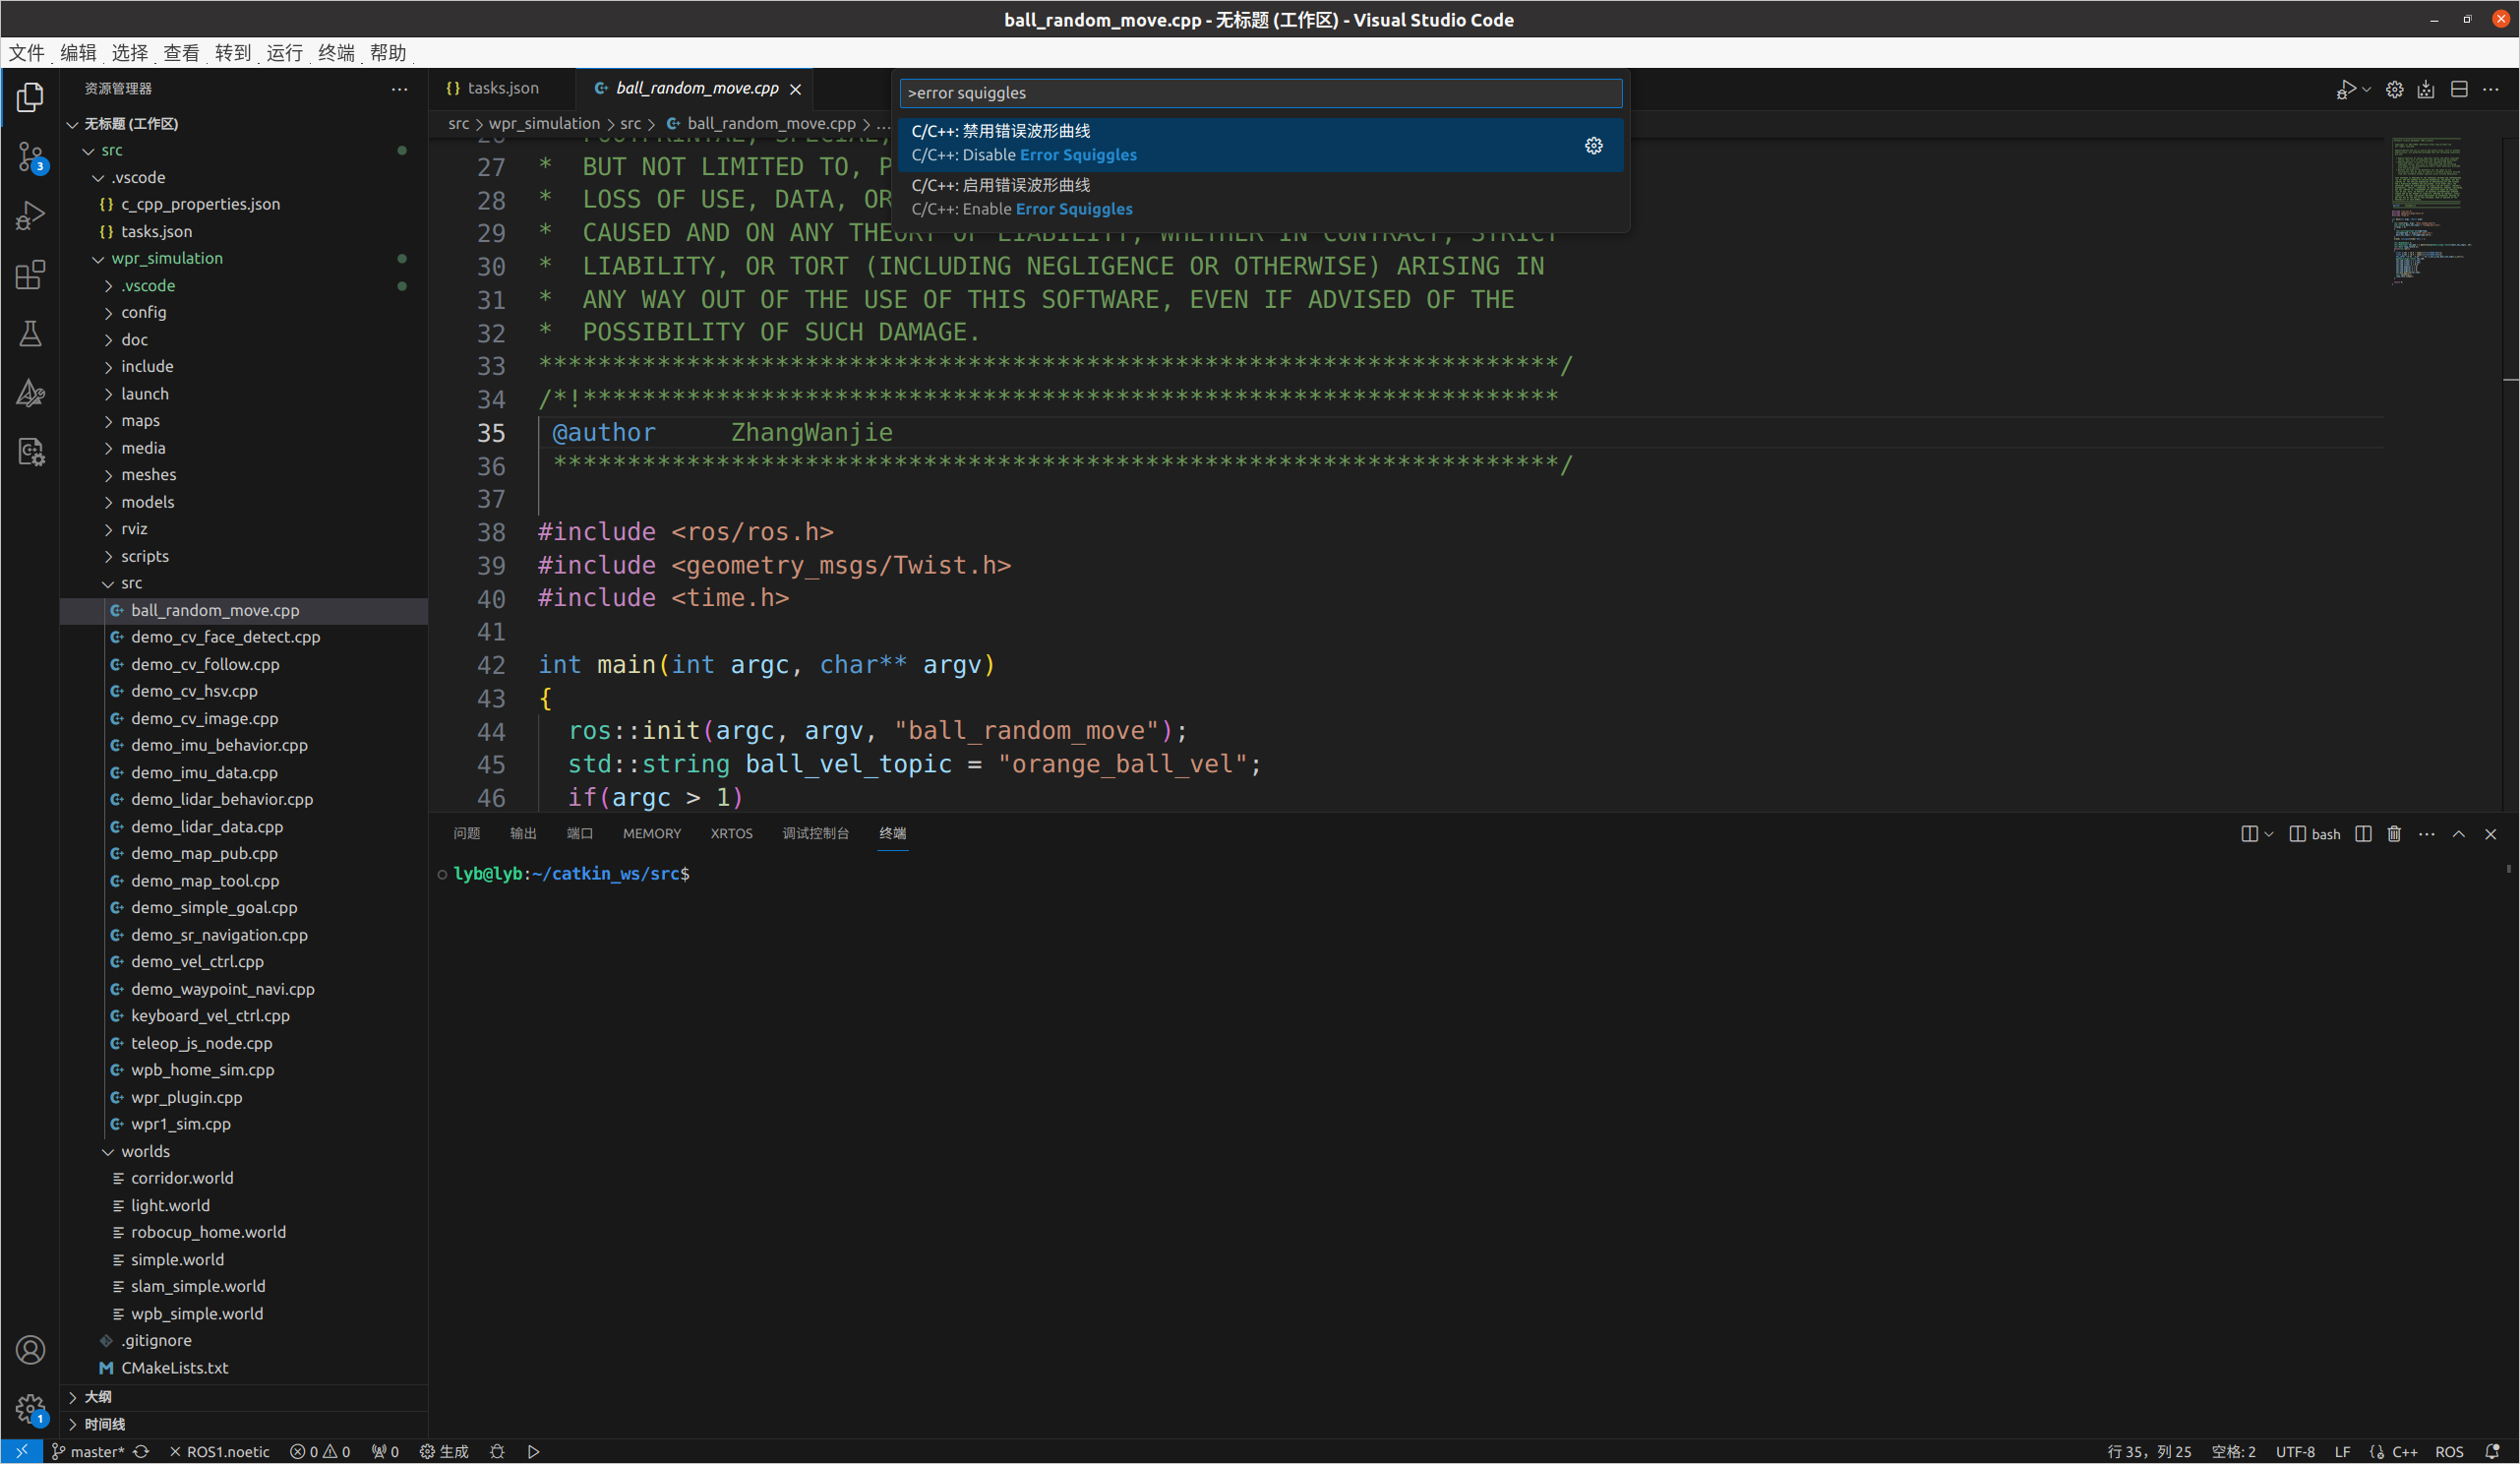 ball_random_move.cpp - 无标题 (工作区) - Visual Studio Code
文件 编辑 选择 查看 转到 运行 终端 帮助
资源管理器
无标题 (工作区)
src
.vscode
{} c_cpp_properties.json
{} tasks.json
wpr_simulation
.vscode
config
doc
include
launch
maps
media
meshes
models
rviz
scripts
src
ball_random_move.cpp
demo_cv_face_detect.cpp
demo_cv_follow.cpp
demo_cv_hsv.cpp
demo_cv_image.cpp
demo_imu_behavior.cpp
demo_imu_data.cpp
demo_lidar_behavior.cpp
demo_lidar_data.cpp
demo_map_pub.cpp
demo_map_tool.cpp
demo_simple_goal.cpp
demo_sr_navigation.cpp
demo_vel_ctrl.cpp
demo_waypoint_navi.cpp
keyboard_vel_ctrl.cpp
teleop_js_node.cpp
wpb_home_sim.cpp
wpr_plugin.cpp
wpr1_sim.cpp
worlds
corridor.world
light.world
robocup_home.world
simple.world
slam_simple.world
wpb_simple.world
.gitignore
CMakeLists.txt
大纲
时间线
3
1
{} tasks.json
ball_random_move.cpp
src > wpr_simulation > src > ball_random_move.cpp > ...
>error squiggles
C/C++: 禁用错误波形曲线
C/C++: Disable Error Squiggles
C/C++: 启用错误波形曲线
C/C++: Enable Error Squiggles
27 * BUT NOT LIMITED TO, P
28 * LOSS OF USE, DATA, OR
29 * CAUSED AND ON ANY THEORY OF LIABILITY, WHETHER IN CONTRACT, STRICT
30 * LIABILITY, OR TORT (INCLUDING NEGLIGENCE OR OTHERWISE) ARISING IN
31 * ANY WAY OUT OF THE USE OF THIS SOFTWARE, EVEN IF ADVISED OF THE
32 * POSSIBILITY OF SUCH DAMAGE.
33 *********************************************************************/
34 /*!******************************************************************
35 @author     ZhangWanjie
36 ********************************************************************/
37
38 #include <ros/ros.h>
39 #include <geometry_msgs/Twist.h>
40 #include <time.h>
41
42 int main(int argc, char** argv)
43 {
44 ros::init(argc, argv, "ball_random_move");
45 std::string ball_vel_topic = "orange_ball_vel";
46 if(argc > 1)
问题 输出 端口 MEMORY XRTOS 调试控制台 终端
bash
lyb@lyb:~/catkin_ws/src$
master* ROS1.noetic 0 0 0 生成
行 35, 列 25 空格: 2 UTF-8 LF C++ ROS